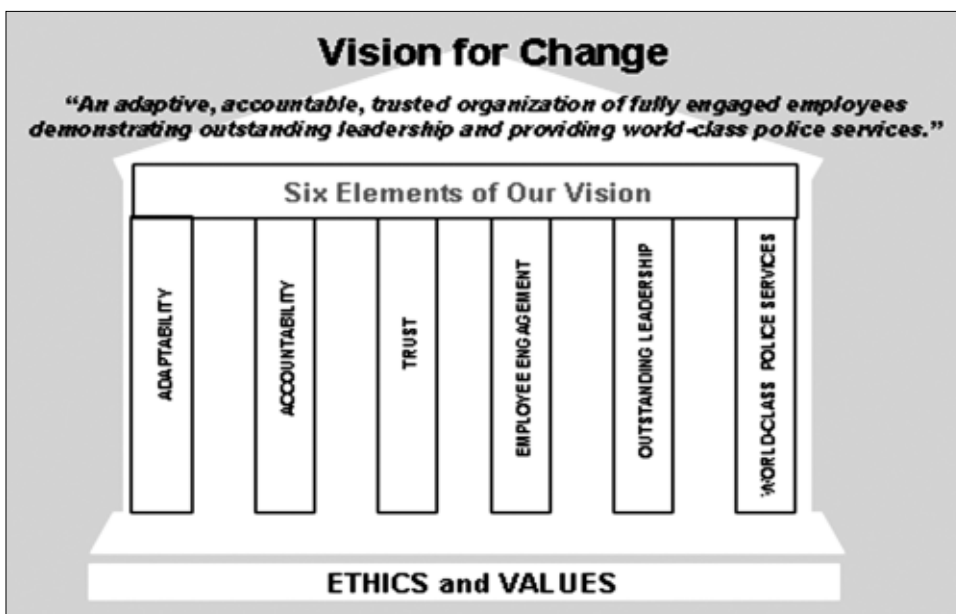 Vision for Change
“An adaptive, accountable, trusted organization of fully engaged employees
demonstrating outstanding leadership and providing world-class police services.”
Six Elements of Our Vision
ADAPTABILITY
ACCOUNTABILITY
TRUST
EMPLOYEE ENGAGEMENT
OUTSTANDING LEADERSHIP
WORLD-CLASS POLICE SERVICES
ETHICS and VALUES